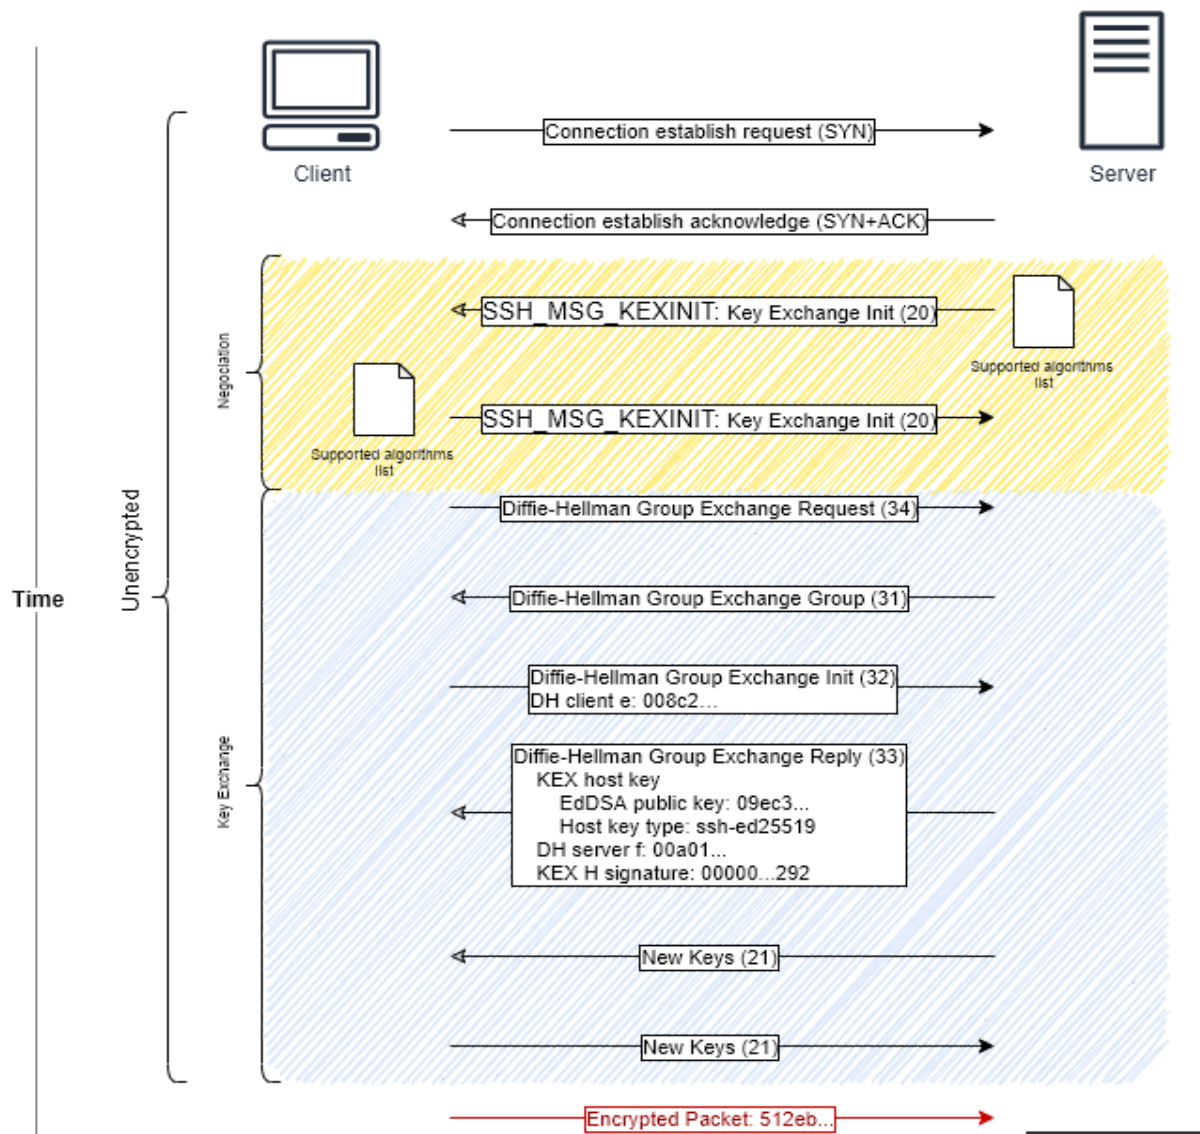 Connection establish request (SYN)
Client
Server
Connection establish acknowledge (SYN+ACK)
SSH_MSG_KEXINIT: Key Exchange Init (20)
Supported algorithms
list
Negociation
SSH_MSG_KEXINIT: Key Exchange Init (20)
Supported algorithms
list
Unencrypted
Time
Diffie-Hellman Group Exchange Request (34)
Diffie-Hellman Group Exchange Group (31)
Diffie-Hellman Group Exchange Init (32)
DH client e: 008c2...
Key Exchange
Diffie-Hellman Group Exchange Reply (33)
KEX host key
EdDSA public key: 09ec3...
Host key type: ssh-ed25519
DH server f: 00a01...
KEX H signature: 00000...292
New Keys (21)
New Keys (21)
Encrypted Packet: 512eb...